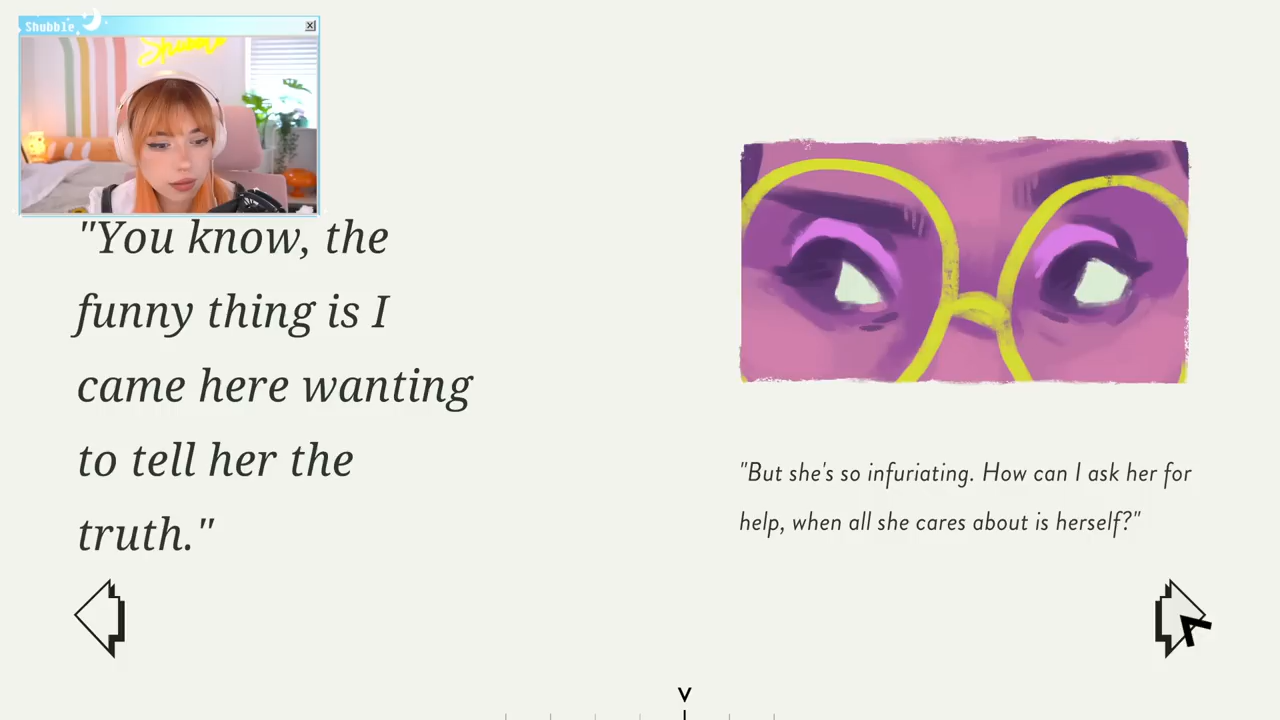 Shubble
Shubble
"You know, the
funny thing is I
came here wanting
to tell her the
truth."
"But she's so infuriating. How can I ask her for
help, when all she cares about is herself?"